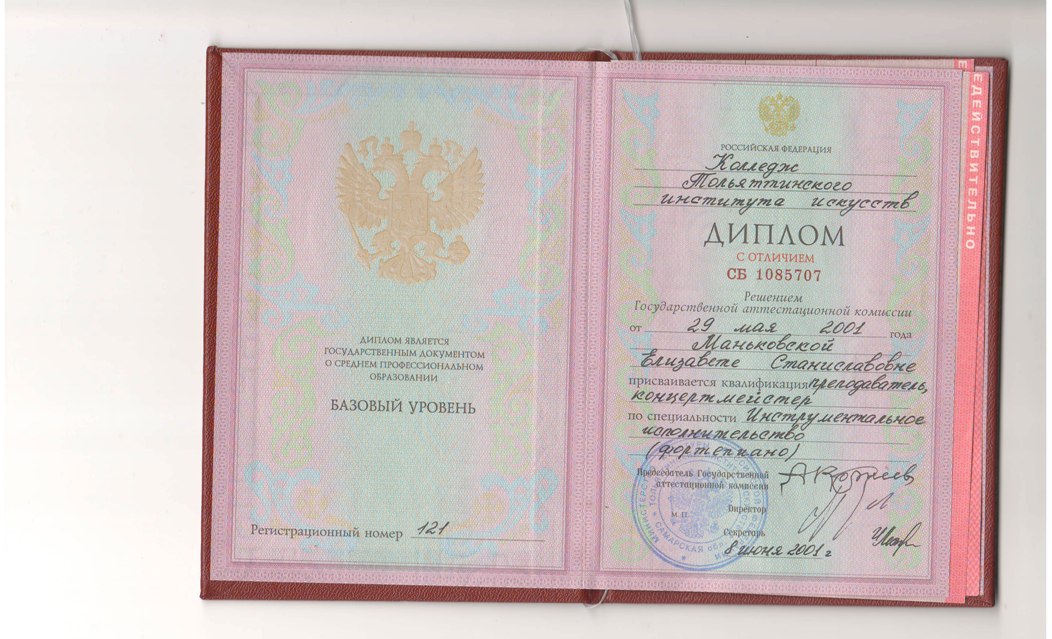 ДИПЛОМ ЯВЛЯЕТСЯ
ГОСУДАРСТВЕННЫМ ДОКУМЕНТОМ
О СРЕДНЕМ ПРОФЕССИОНАЛЬНОМ
ОБРАЗОВАНИИ
БАЗОВЫЙ УРОВЕНЬ
Регистрационный номер 121
РОССИЙСКАЯ ФЕДЕРАЦИЯ
Колледж
Тольяттинского
института искусств
ДИПЛОМ
С ОТЛИЧИЕМ
СБ 1085707
Решением
Государственной аттестационной комиссии
от 29 мая 2001 года
Маньковской
Елизавете Станиславовне
присваивается квалификация преподаватель,
концертмейстер
по специальности Инструментальное
исполнительство
(фортепиано)
Председатель Государственной
аттестационной комиссии
Директор
М.П.
Секретарь
8 июня 2001 г
САМАРСКАЯ
ЕДЕЙСТВИТЕЛЬНО